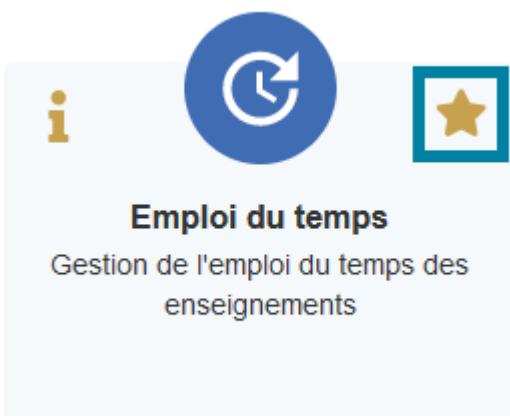 Emploi du temps
Gestion de l'emploi du temps des
enseignements